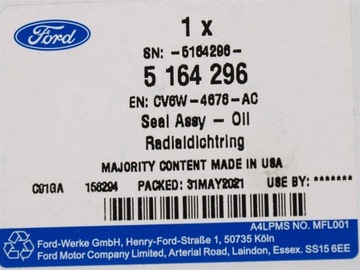 Ford
1 x
SN: -5164296-
5 164 296
EN: CV6W-4676-AC
Seal Assy - Oil
Radialdichtring
MAJORITY CONTENT MADE IN USA
C91GA 156294 PACKED: 31MAY2021 USE BY: *******
A4LPMS NO. MFL001
Ford-Werke GmbH, Henry-Ford-Straße 1, 50735 Köln
Ford Motor Company Limited, Arterial Road, Laindon, Essex. SS15 6EE